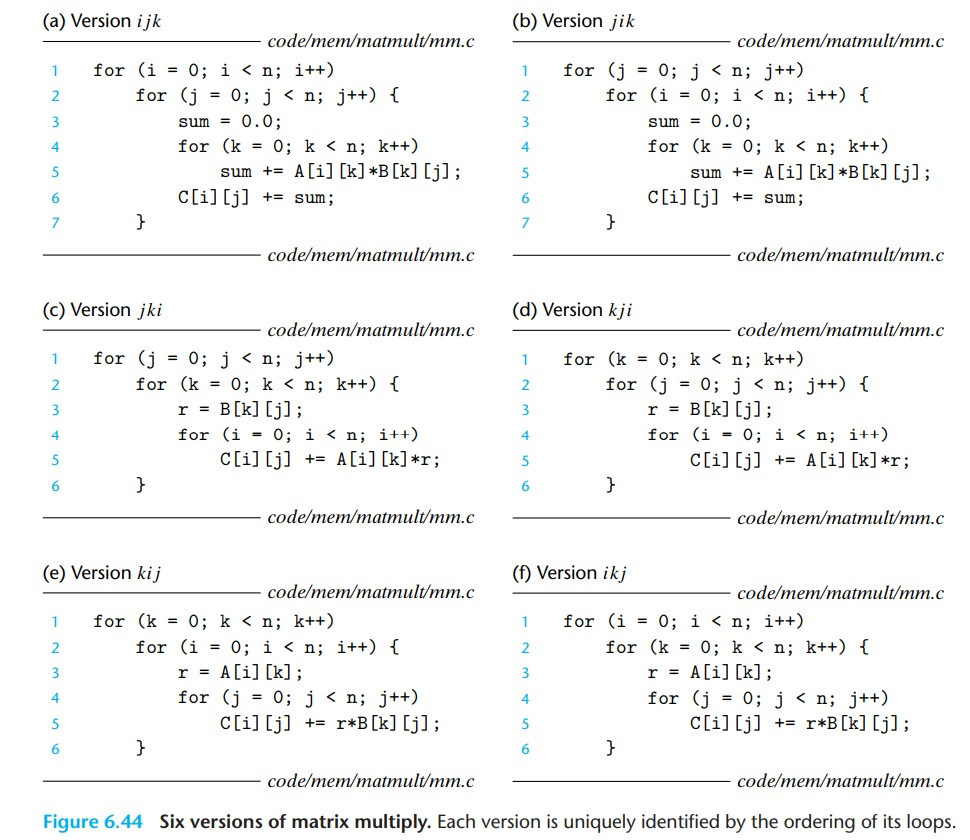 (a) Version ijk
code/mem/matmult/mm.c
1 for (i = 0; i < n; i++)
2 for (j = 0; j < n; j++) {
3 sum = 0.0;
4 for (k = 0; k < n; k++)
5 sum += A[i][k]*B[k][j];
6 C[i][j] += sum;
7 }
code/mem/matmult/mm.c
(b) Version jik
code/mem/matmult/mm.c
1 for (j = 0; j < n; j++)
2 for (i = 0; i < n; i++) {
3 sum = 0.0;
4 for (k = 0; k < n; k++)
5 sum += A[i][k]*B[k][j];
6 C[i][j] += sum;
7 }
code/mem/matmult/mm.c
(c) Version jki
code/mem/matmult/mm.c
1 for (j = 0; j < n; j++)
2 for (k = 0; k < n; k++) {
3 r = B[k][j];
4 for (i = 0; i < n; i++)
5 C[i][j] += A[i][k]*r;
6 }
code/mem/matmult/mm.c
(d) Version kji
code/mem/matmult/mm.c
1 for (k = 0; k < n; k++)
2 for (j = 0; j < n; j++) {
3 r = B[k][j];
4 for (i = 0; i < n; i++)
5 C[i][j] += A[i][k]*r;
6 }
code/mem/matmult/mm.c
(e) Version kij
code/mem/matmult/mm.c
1 for (k = 0; k < n; k++)
2 for (i = 0; i < n; i++) {
3 r = A[i][k];
4 for (j = 0; j < n; j++)
5 C[i][j] += r*B[k][j];
6 }
code/mem/matmult/mm.c
(f) Version ikj
code/mem/matmult/mm.c
1 for (i = 0; i < n; i++)
2 for (k = 0; k < n; k++) {
3 r = A[i][k];
4 for (j = 0; j < n; j++)
5 C[i][j] += r*B[k][j];
6 }
code/mem/matmult/mm.c
Figure 6.44 Six versions of matrix multiply. Each version is uniquely identified by the ordering of its loops.